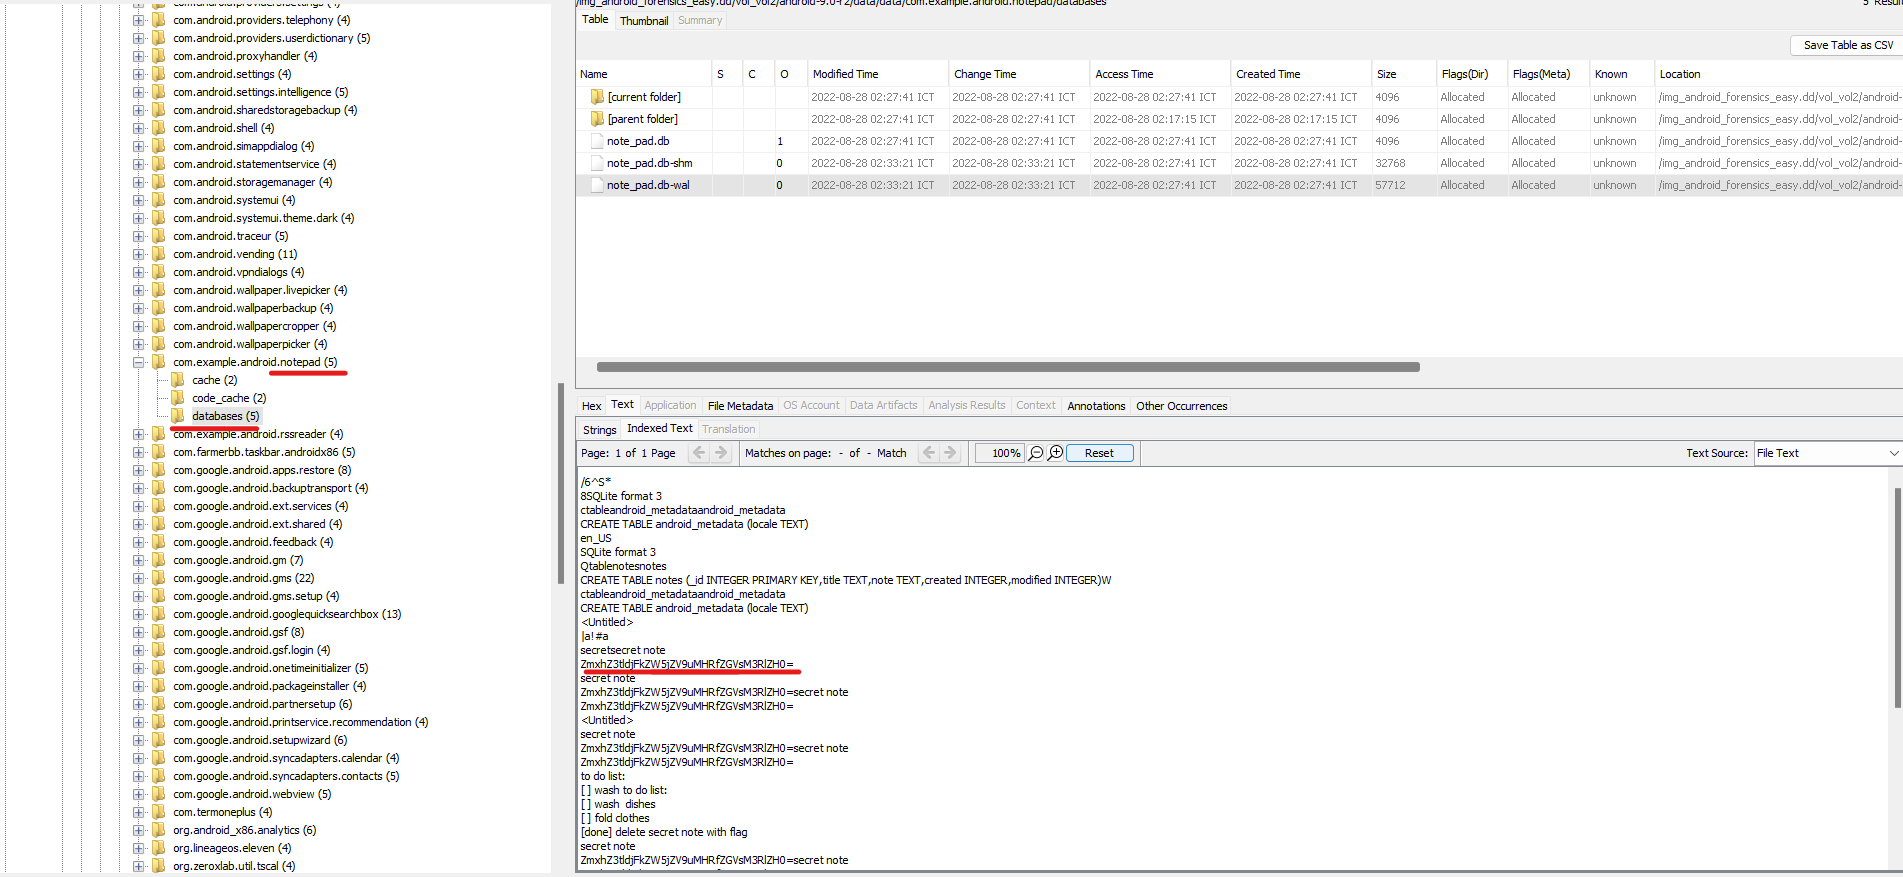 com.android.providers.settings (4)
com.android.providers.telephony (4)
com.android.providers.userdictionary (5)
com.android.proxyhandler (4)
com.android.settings (4)
com.android.settings.intelligence (5)
com.android.sharedstoragebackup (4)
com.android.shell (4)
com.android.simappdialog (4)
com.android.statementservice (4)
com.android.storagemanager (4)
com.android.systemui (4)
com.android.systemui.theme.dark (4)
com.android.traceur (5)
com.android.vending (11)
com.android.vpndialogs (4)
com.android.wallpaper.livepicker (4)
com.android.wallpaperbackup (4)
com.android.wallpapercropper (4)
com.android.wallpaperpicker (4)
com.example.android.notepad (5)
cache (2)
code_cache (2)
databases (5)
com.example.android.rssreader (4)
com.farmerbb.taskbar.androidx86 (5)
com.google.android.apps.restore (8)
com.google.android.backuptransport (4)
com.google.android.ext.services (4)
com.google.android.ext.shared (4)
com.google.android.feedback (4)
com.google.android.gm (7)
com.google.android.gms (22)
com.google.android.gms.setup (4)
com.google.android.googlequicksearchbox (13)
com.google.android.gsf (8)
com.google.android.gsf.login (4)
com.google.android.onetimeinitializer (5)
com.google.android.packageinstaller (4)
com.google.android.partnersetup (6)
com.google.android.printservice.recommendation (4)
com.google.android.setupwizard (6)
com.google.android.syncadapters.calendar (4)
com.google.android.syncadapters.contacts (5)
com.google.android.webview (5)
com.termoneplus (4)
org.android_x86.analytics (6)
org.lineageos.eleven (4)
org.zeroxlab.util.tscal (4)
/img_android_forensics_easy.dd/vol_vol2/android-9.0-r2/data/data/com.example.android.notepad/databases 5 Results
Table Thumbnail Summary
Save Table as CSV
Name S C O Modified Time Change Time Access Time Created Time Size Flags(Dir) Flags(Meta) Known Location
[current folder] 2022-08-28 02:27:41 ICT 2022-08-28 02:27:41 ICT 2022-08-28 02:27:41 ICT 2022-08-28 02:27:41 ICT 4096 Allocated Allocated unknown /img_android_forensics_easy.dd/vol_vol2/android-
[parent folder] 2022-08-28 02:27:41 ICT 2022-08-28 02:27:41 ICT 2022-08-28 02:17:15 ICT 2022-08-28 02:17:15 ICT 4096 Allocated Allocated unknown /img_android_forensics_easy.dd/vol_vol2/android-
note_pad.db 1 2022-08-28 02:27:41 ICT 2022-08-28 02:27:41 ICT 2022-08-28 02:27:41 ICT 2022-08-28 02:27:41 ICT 4096 Allocated Allocated unknown /img_android_forensics_easy.dd/vol_vol2/android-
note_pad.db-shm 0 2022-08-28 02:33:21 ICT 2022-08-28 02:33:21 ICT 2022-08-28 02:27:41 ICT 2022-08-28 02:27:41 ICT 32768 Allocated Allocated unknown /img_android_forensics_easy.dd/vol_vol2/android-
note_pad.db-wal 0 2022-08-28 02:33:21 ICT 2022-08-28 02:33:21 ICT 2022-08-28 02:27:41 ICT 2022-08-28 02:27:41 ICT 57712 Allocated Allocated unknown /img_android_forensics_easy.dd/vol_vol2/android-
Hex Text Application File Metadata OS Account Data Artifacts Analysis Results Context Annotations Other Occurrences
Strings Indexed Text Translation
Page: 1 of 1 Page Matches on page: - of - Match 100% Reset Text Source: File Text
/6^S*
8SQLite format 3
ctableandroid_metadataandroid_metadata
CREATE TABLE android_metadata (locale TEXT)
en_US
SQLite format 3
Qtablenotesnotes
CREATE TABLE notes (_id INTEGER PRIMARY KEY,title TEXT,note TEXT,created INTEGER,modified INTEGER)W
ctableandroid_metadataandroid_metadata
CREATE TABLE android_metadata (locale TEXT)
<Untitled>
|a!#a
secretsecret note
ZmxhZ3tldjFkZW5jZV9uMHRfZGVsM3RlZH0=
secret note
ZmxhZ3tldjFkZW5jZV9uMHRfZGVsM3RlZH0=secret note
ZmxhZ3tldjFkZW5jZV9uMHRfZGVsM3RlZH0=
<Untitled>
secret note
ZmxhZ3tldjFkZW5jZV9uMHRfZGVsM3RlZH0=secret note
ZmxhZ3tldjFkZW5jZV9uMHRfZGVsM3RlZH0=
to do list:
[ ] wash to do list:
[ ] wash  dishes
[ ] fold clothes
[done] delete secret note with flag
secret note
ZmxhZ3tldjFkZW5jZV9uMHRfZGVsM3RlZH0=secret note